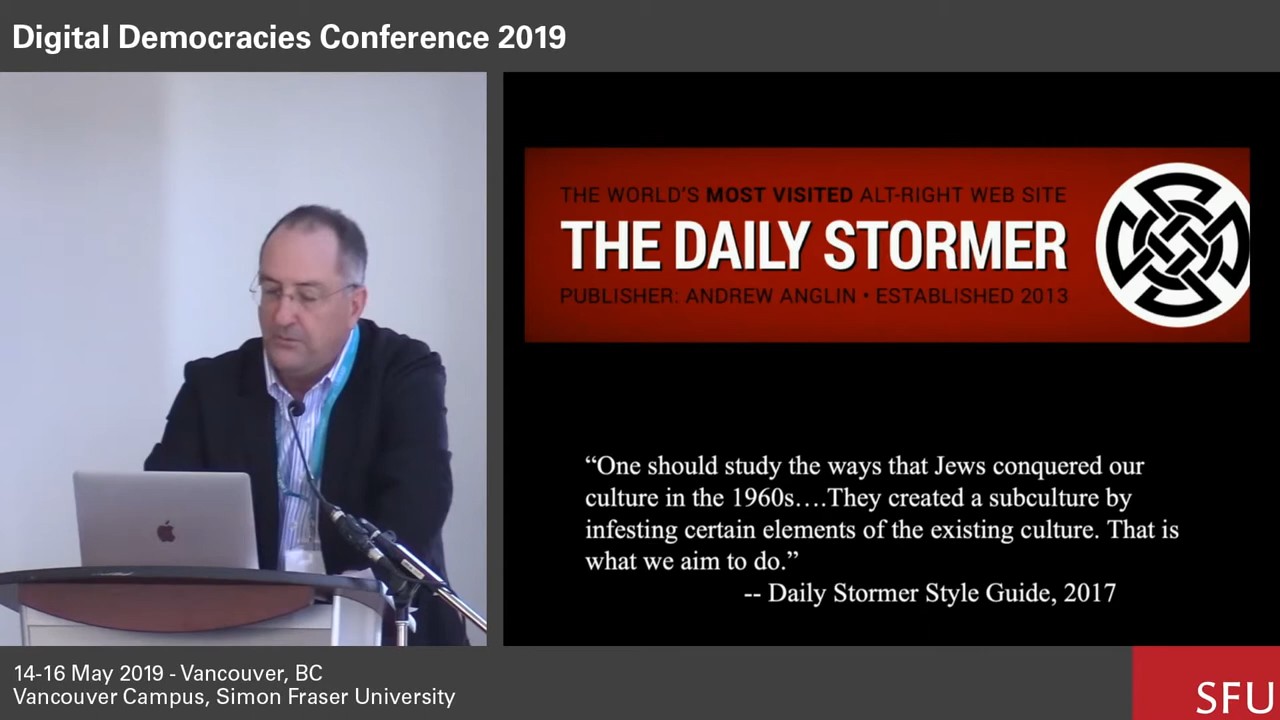 Digital Democracies Conference 2019
THE WORLD'S MOST VISITED ALT-RIGHT WEB SITE
THE DAILY STORMER
PUBLISHER: ANDREW ANGLIN • ESTABLISHED 2013
“One should study the ways that Jews conquered our
culture in the 1960s….They created a subculture by
infesting certain elements of the existing culture. That is
what we aim to do.”
-- Daily Stormer Style Guide, 2017
14-16 May 2019 - Vancouver, BC
Vancouver Campus, Simon Fraser University
SFU